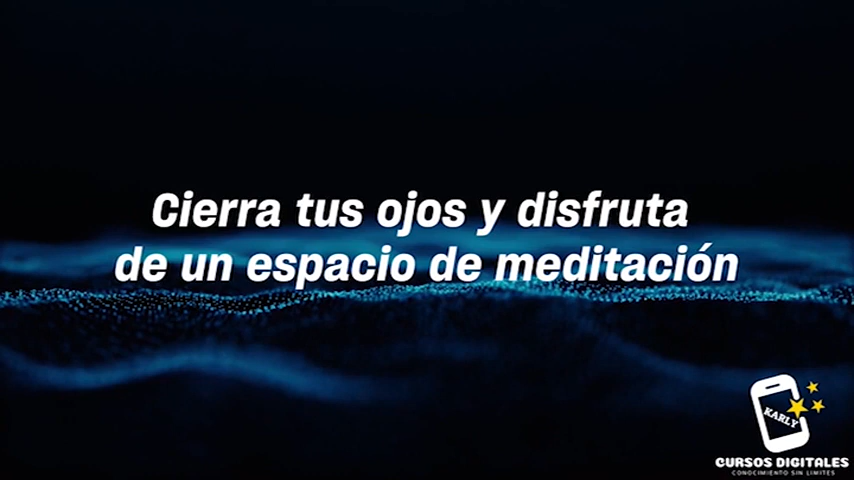 Cierra tus ojos y disfruta
de un espacio de meditación
KARLY
CURSOS DIGITALES
CONOCIMIENTO SIN LIMITES